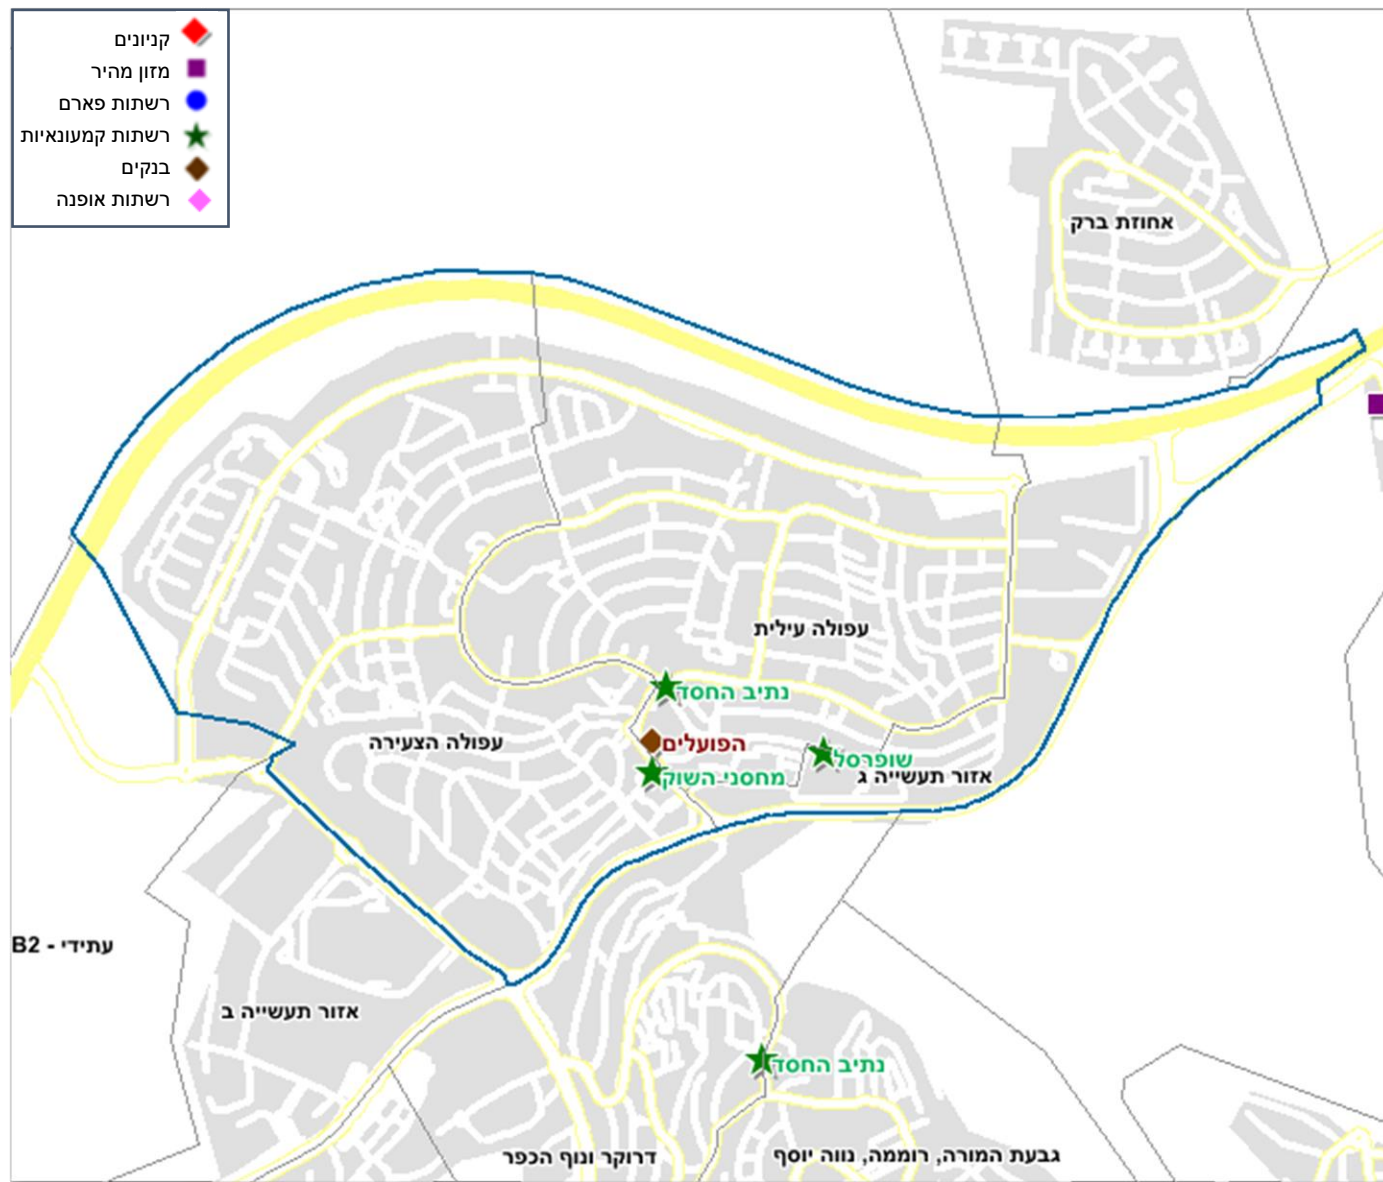 קניונים
מזון מהיר
רשתות פארם
רשתות קמעונאיות
בנקים
רשתות אופנה
אחוזת ברק
עפולה עילית
נתיב החסד
עפולה הצעירה
הפועלים
שופרסל
מחסני השוק
אזור תעשייה ג
עתידי - B2
אזור תעשייה ב
נתיב החסד
דרוקר ונוף הכפר
גבעת המורה, רוממה, נווה יוסף